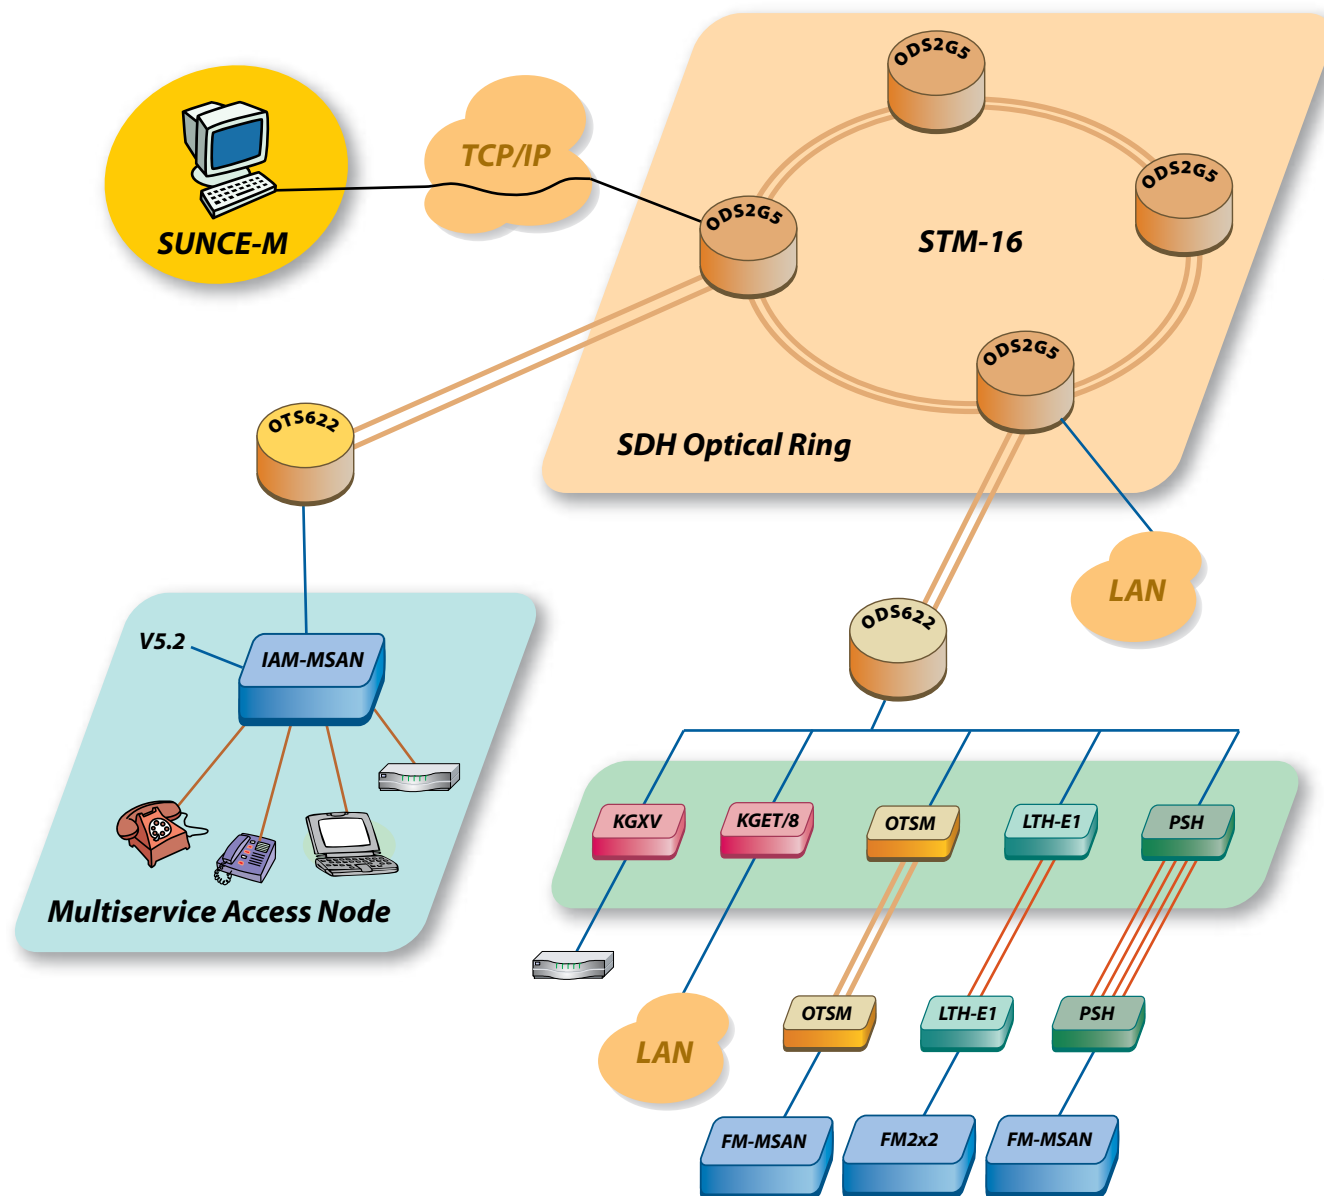 ODS2G5
TCP/IP
ODS2G5
ODS2G5
SUNCE-M
STM-16
ODS2G5
OTS622
SDH Optical Ring
LAN
ODS622
V5.2
IAM-MSAN
KGXV
KGET/8
OTSM
LTH-E1
PSH
Multiservice Access Node
OTSM
LTH-E1
PSH
LAN
FM-MSAN
FM2x2
FM-MSAN